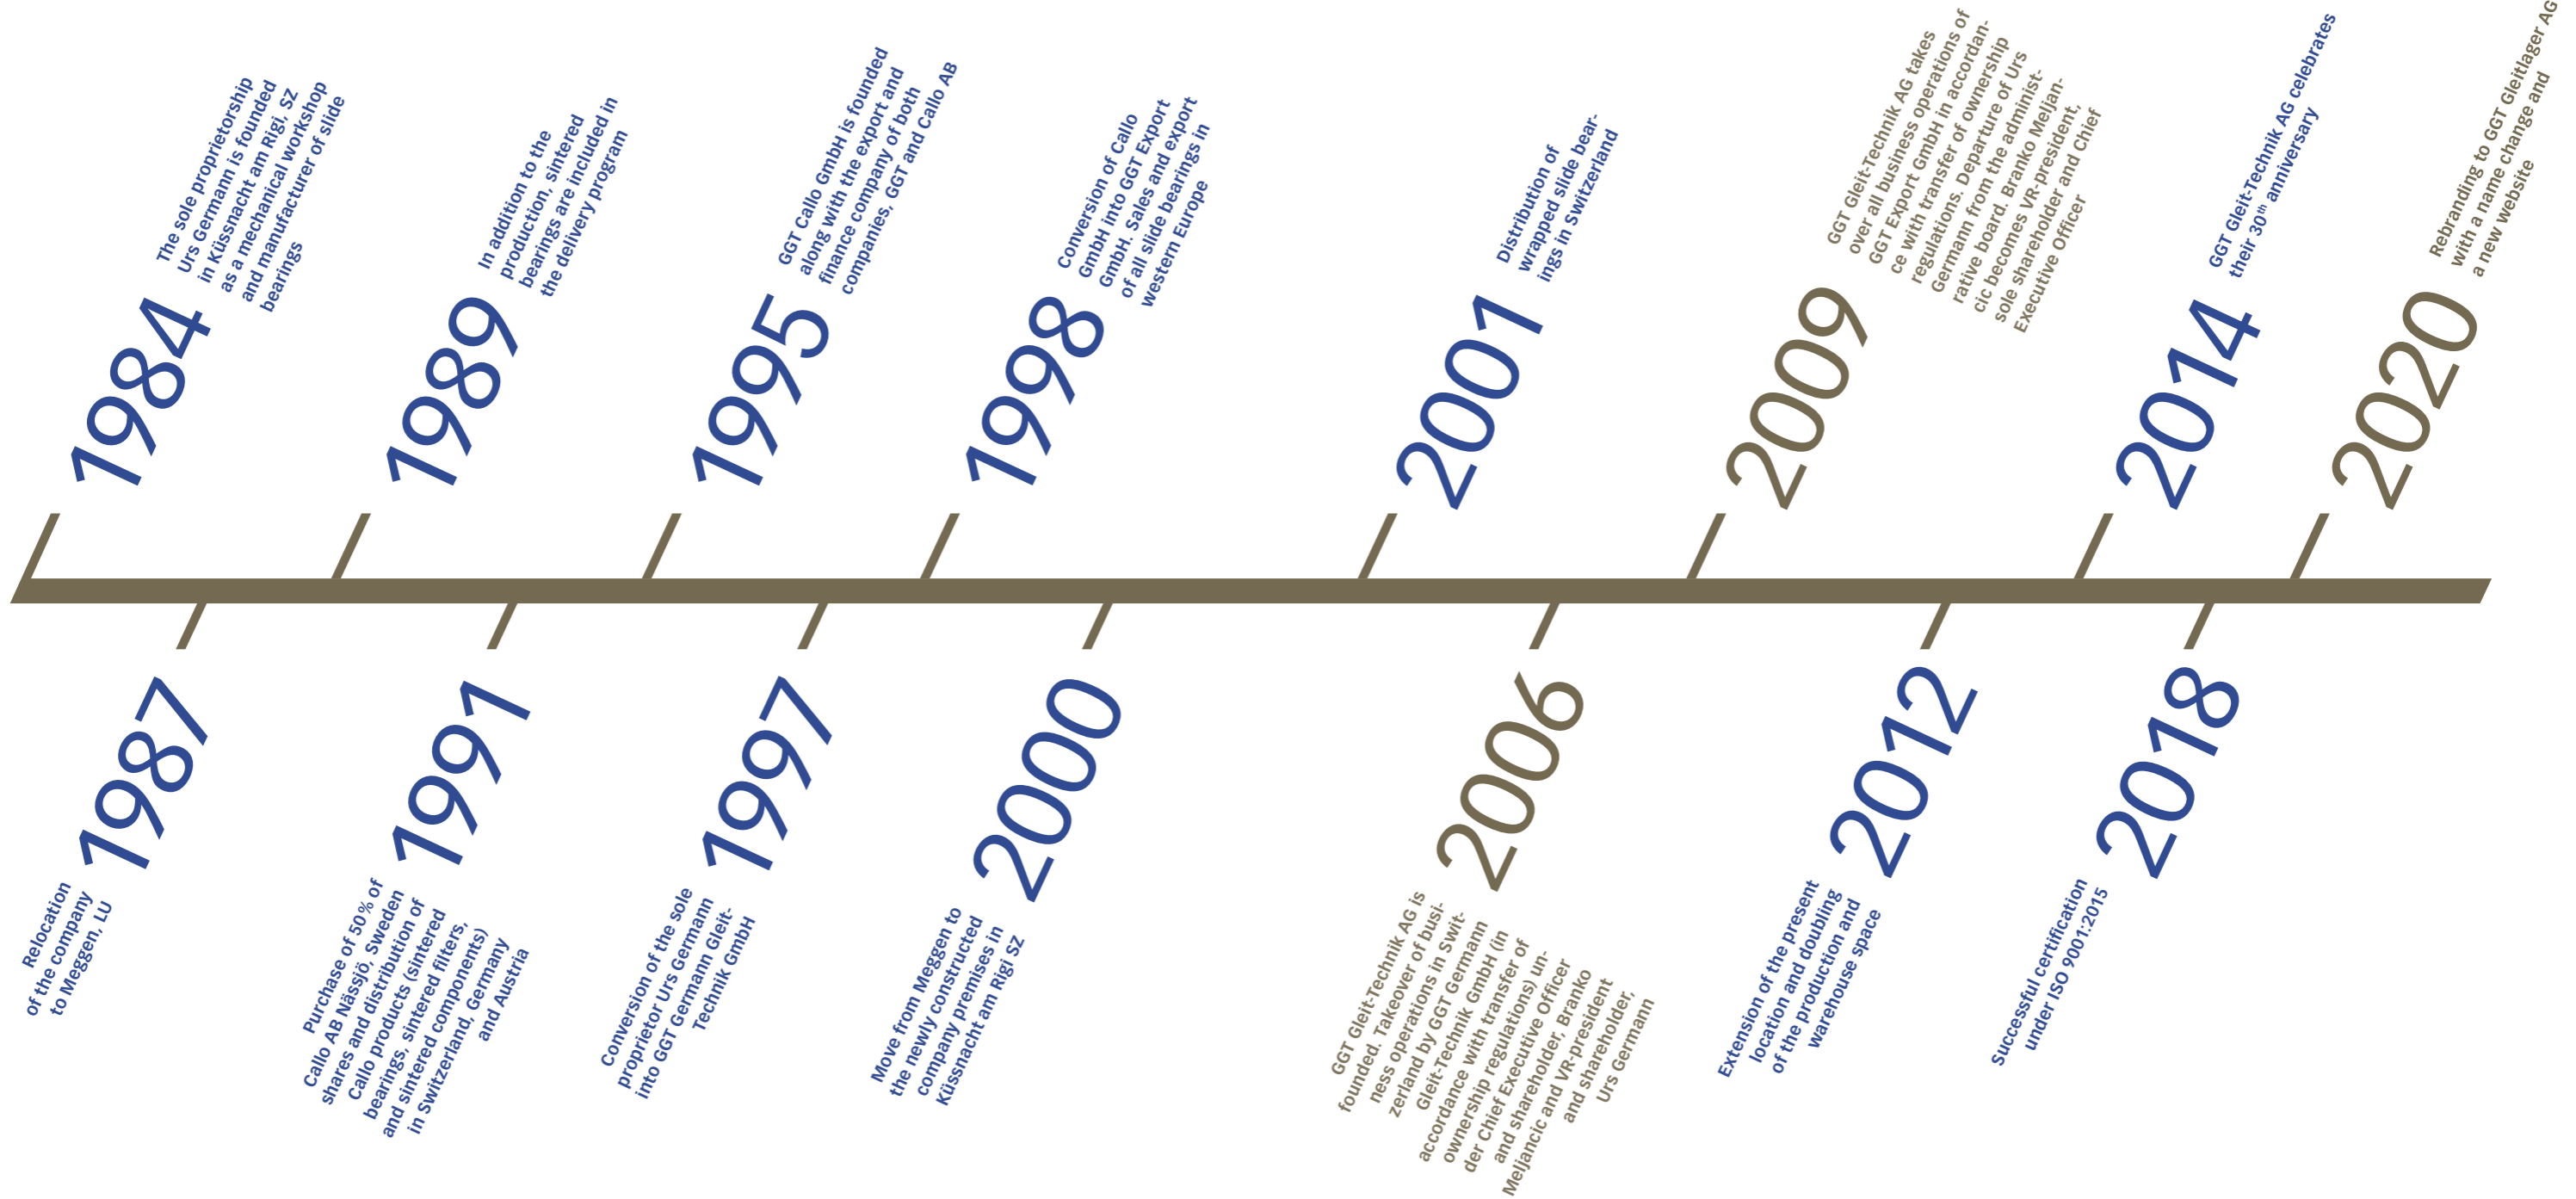 1984
The sole proprietorship
Urs Germann is founded
in Küssnacht am Rigi, SZ
as a mechanical workshop
and manufacturer of slide
bearings
1987
Relocation
of the company
to Meggen, LU
1989
In addition to the
production, sintered
bearings are included in
the delivery program
1991
Purchase of 50% of
Callo AB Nässjö, Sweden
shares and distribution of
Callo products (sintered
bearings, sintered filters,
and sintered components)
in Switzerland, Germany
and Austria
1995
GGT Callo GmbH is founded
along with the export and
finance company of both
companies, GGT and Callo AB
1997
Conversion of the sole
proprietor Urs Germann
into GGT Germann Gleit-
Technik GmbH
1998
Conversion of Callo
GmbH into GGT Export
GmbH. Sales and export
of all slide bearings in
western Europe
2000
Move from Meggen to
the newly constructed
company premises in
Küssnacht am Rigi SZ
2001
Distribution of
wrapped slide bear-
ings in Switzerland
2006
GGT Gleit-Technik AG is
founded. Takeover of busi-
ness operations in Swit-
zerland by GGT Germann
Gleit-Technik GmbH (in
accordance with transfer of
ownership regulations) un-
der Chief Executive Officer
and shareholder, Branko
Meljancic and VR-president
and shareholder,
Urs Germann
2009
GGT Gleit-Technik AG takes
over all business operations of
GGT Export GmbH in accordan-
ce with transfer of ownership
regulations. Departure of Urs
Germann from the administ-
rative board. Branko Meljan-
cic becomes VR-president,
sole shareholder and Chief
Executive Officer
2012
Extension of the present
location and doubling
of the production and
warehouse space
2014
GGT Gleit-Technik AG celebrates
their 30th anniversary
2018
Successful certification
under ISO 9001:2015
2020
Rebranding to GGT Gleitlager AG
with a name change and
a new website